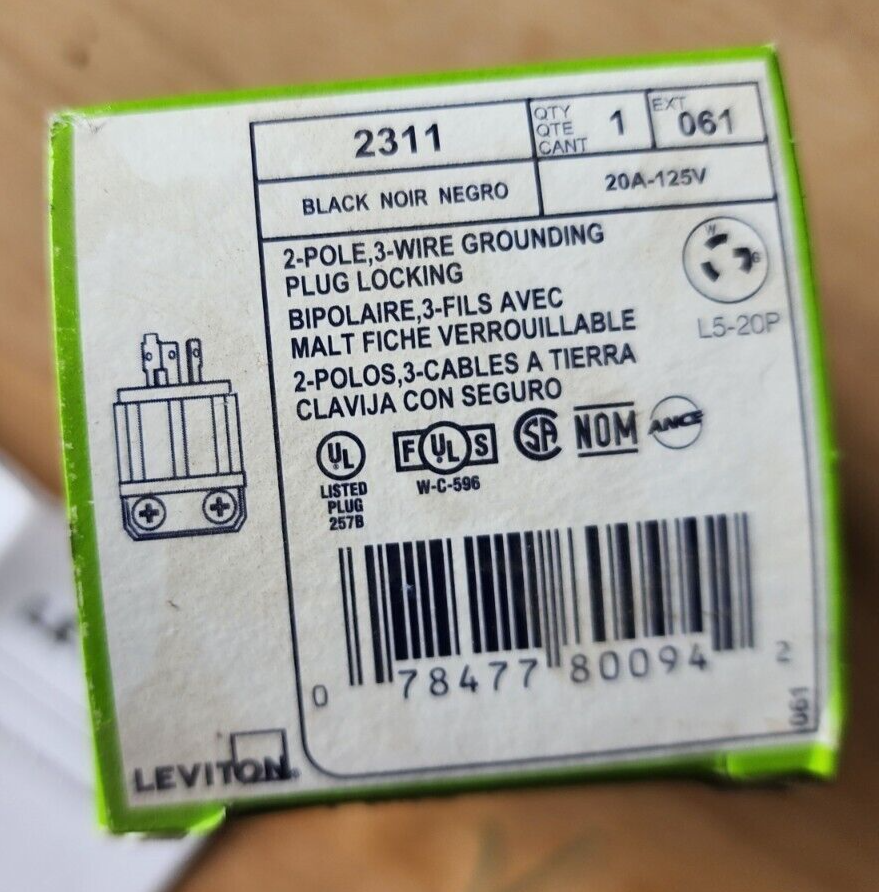 2311
QTY
QTE
CANT
1
EXT
061
BLACK NOIR NEGRO
20A-125V
2-POLE,3-WIRE GROUNDING
PLUG LOCKING
BIPOLAIRE,3-FILS AVEC
MALT FICHE VERROUILLABLE
2-POLOS,3-CABLES A TIERRA
CLAVIJA CON SEGURO
W
G
L5-20P
UL
LISTED
PLUG
257B
F UL S
W-C-596
SA
NOM
ANCE
0 78477 80094 2
061
LEVITON®